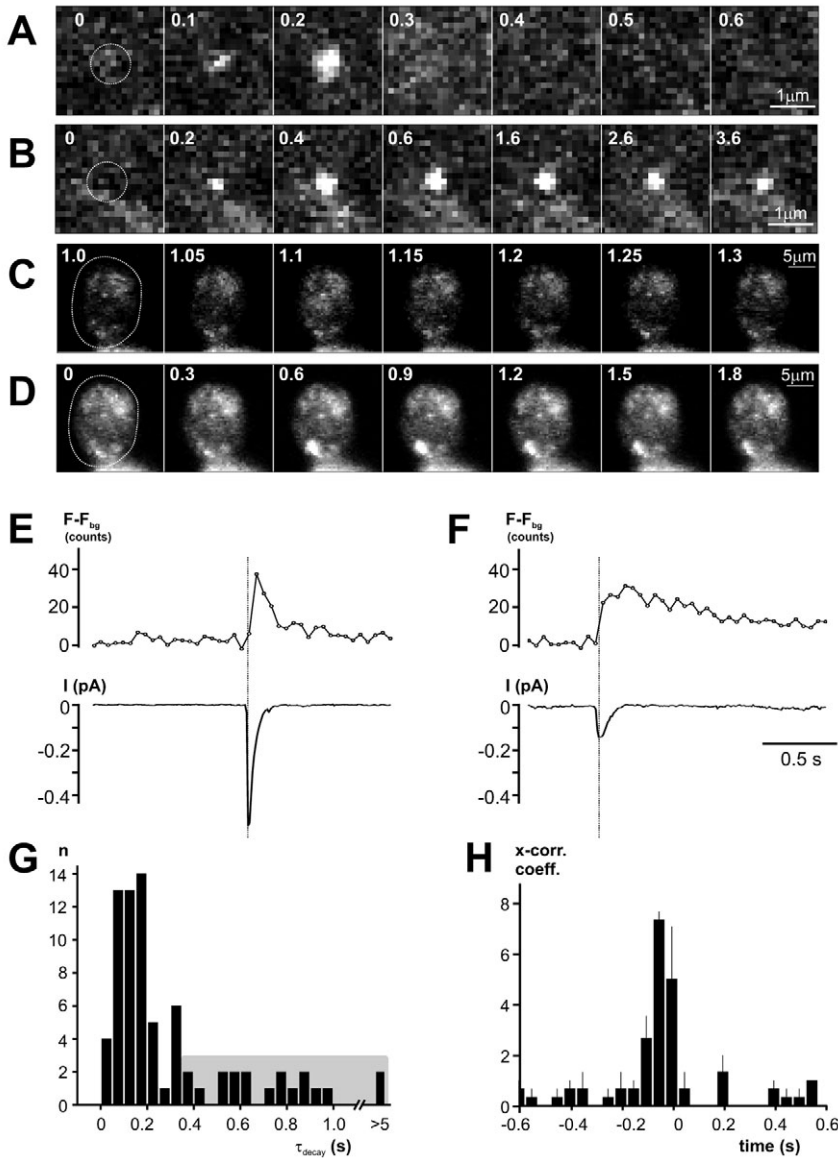 A
0 0.1 0.2 0.3 0.4 0.5 0.6
1µm
B
0 0.2 0.4 0.6 1.6 2.6 3.6
1µm
C
1.0 1.05 1.1 1.15 1.2 1.25 1.3
5µm
D
0 0.3 0.6 0.9 1.2 1.5 1.8
5µm
E
F-Fbg
(counts)
40
20
0
I (pA)
0
-0.2
-0.4
F
F-Fbg
(counts)
40
20
0
I (pA)
0
-0.2
-0.4
0.5 s
G
n
14
12
10
8
6
4
2
0
0 0.2 0.4 0.6 0.8 1.0 >5
τdecay (s)
H
x-corr.
coeff.
8
6
4
2
0
-0.6 -0.4 -0.2 0 0.2 0.4 0.6
time (s)